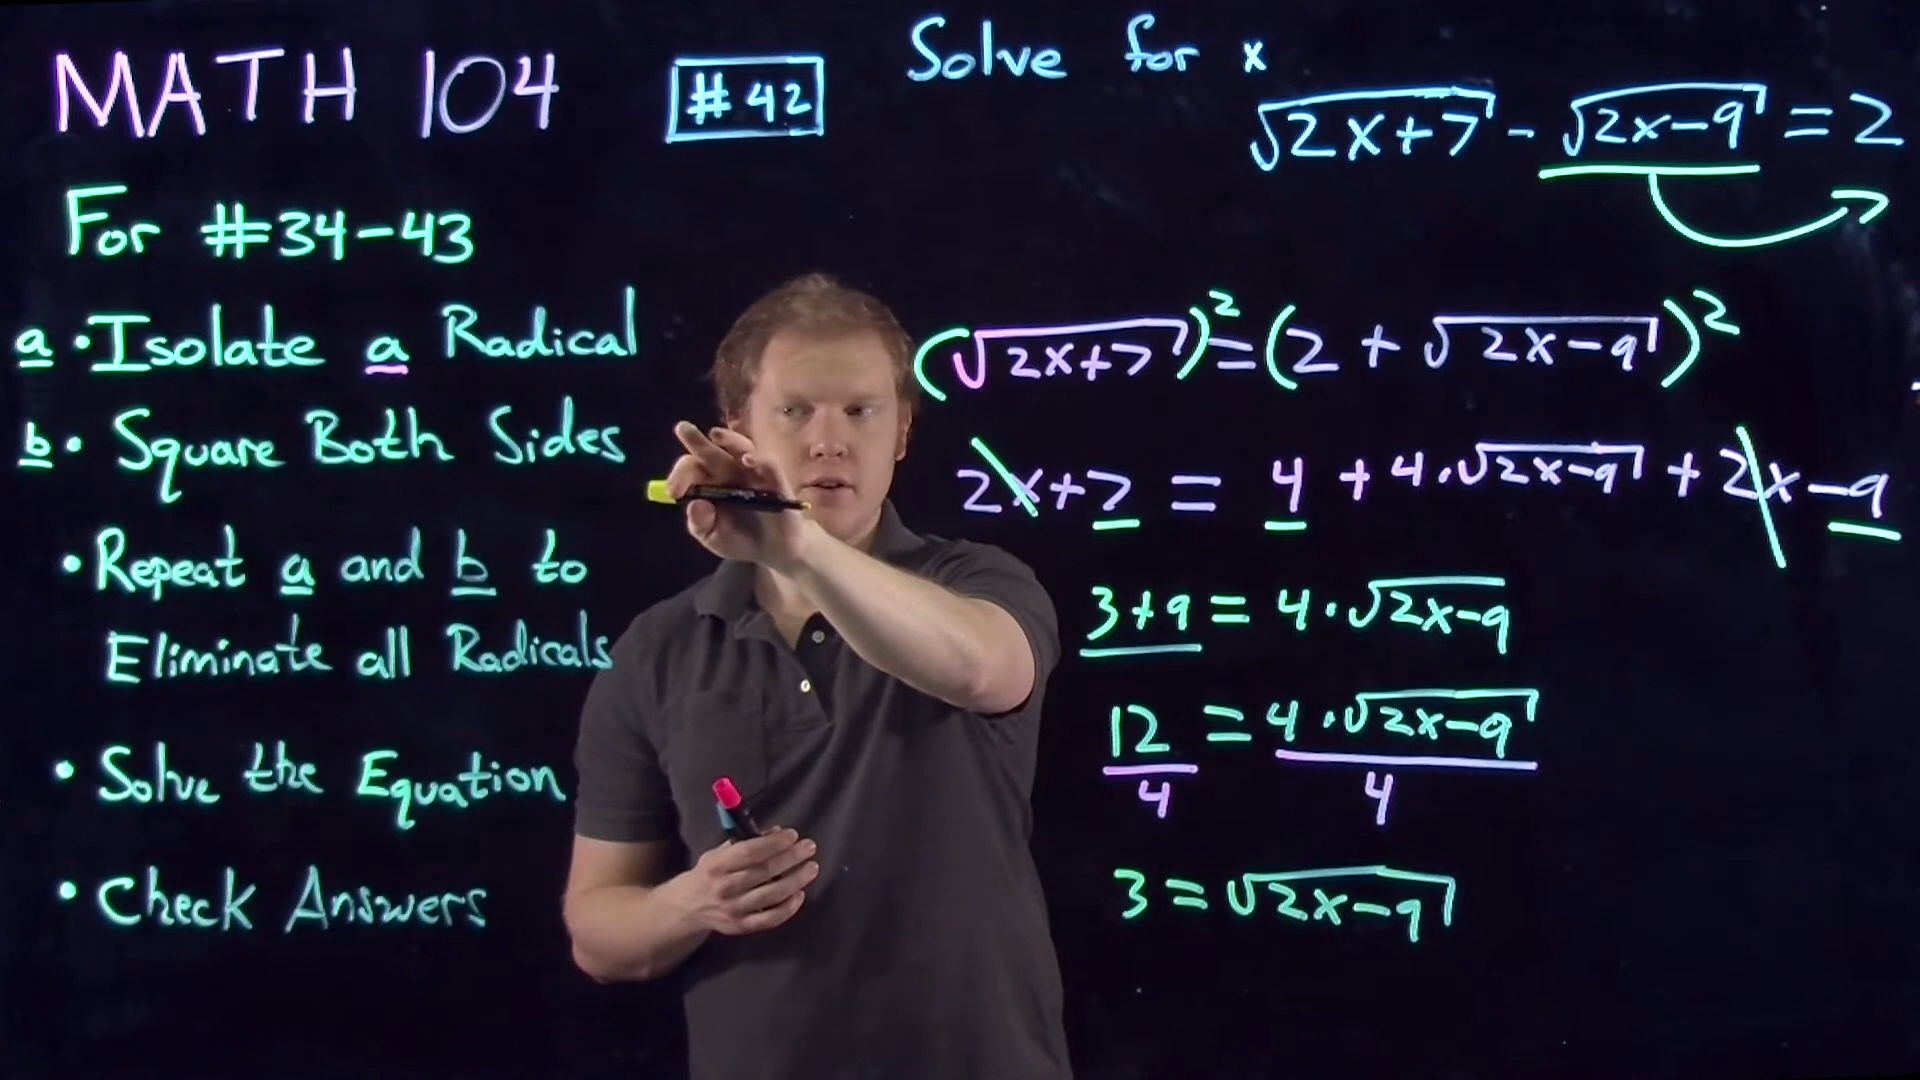 MATH 104
#42
For #34-43
a • Isolate a Radical
b • Square Both Sides
• Repeat a and b to
Eliminate all Radicals
• Solve the Equation
• Check Answers
Solve for x
√2x+7 - √2x-9 = 2
(√2x+7)² = (2 + √2x-9)²
2x+7 = 4 + 4·√2x-9 + 2x-9
3+9 = 4·√2x-9
12/4 = 4·√2x-9/4
3 = √2x-9